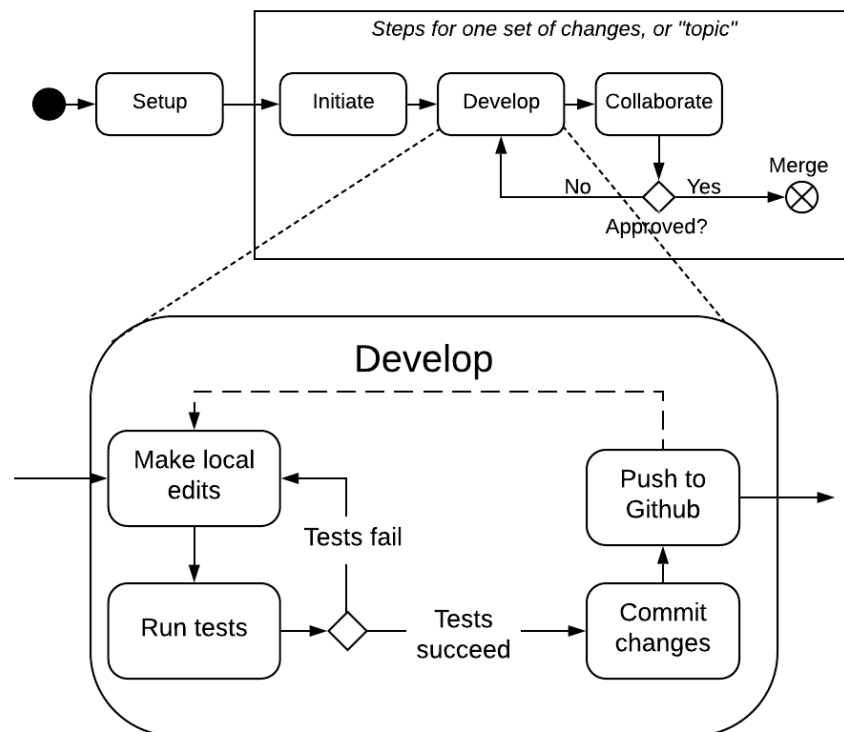 Steps for one set of changes, or "topic"
Setup
Initiate
Develop
Collaborate
Merge
No
Yes
Approved?
Develop
Make local
edits
Push to
Github
Tests fail
Run tests
Tests
succeed
Commit
changes